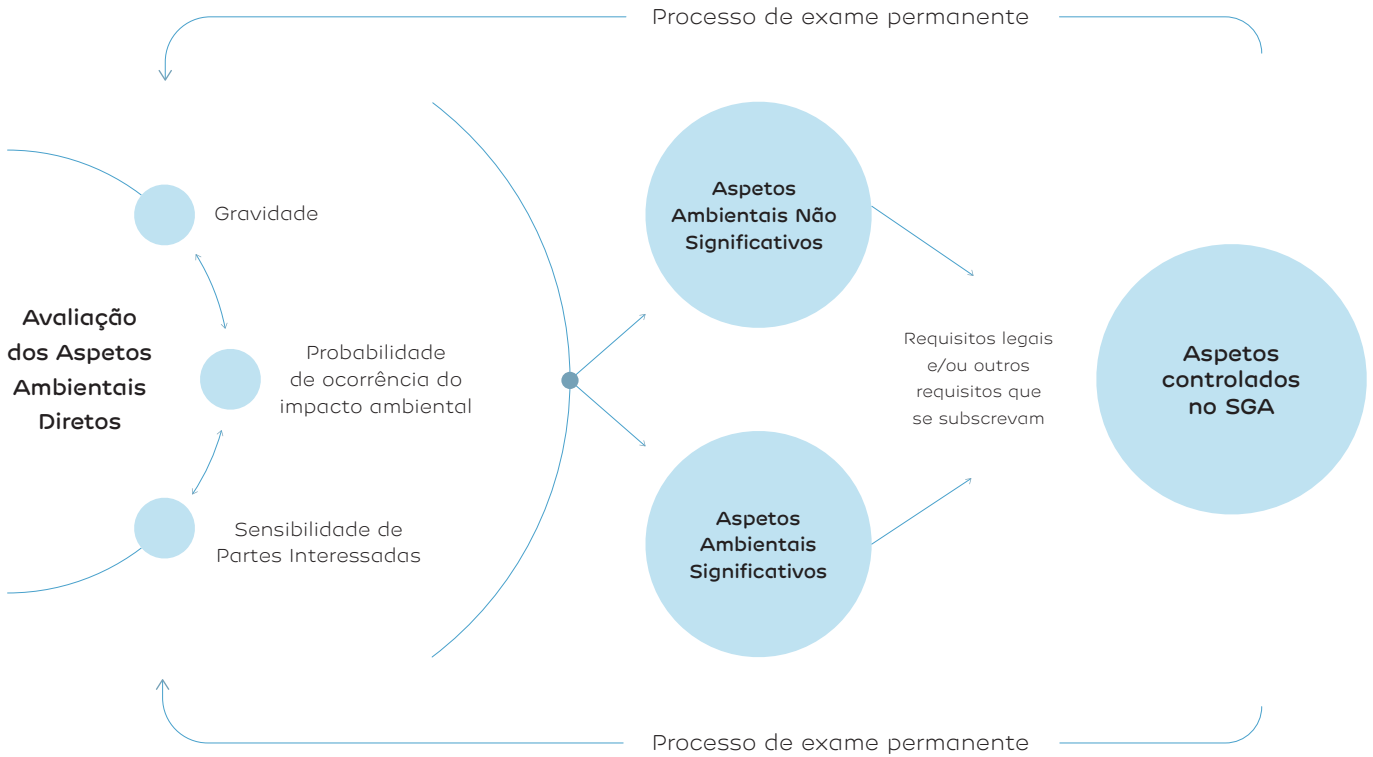 Processo de exame permanente
Avaliação
dos Aspetos
Ambientais
Diretos
Gravidade
Probabilidade
de ocorrência do
impacto ambiental
Sensibilidade de
Partes Interessadas
Aspetos
Ambientais Não
Significativos
Aspetos
Ambientais
Significativos
Requisitos legais
e/ou outros
requisitos que
se subscrevam
Aspetos
controlados
no SGA
Processo de exame permanente